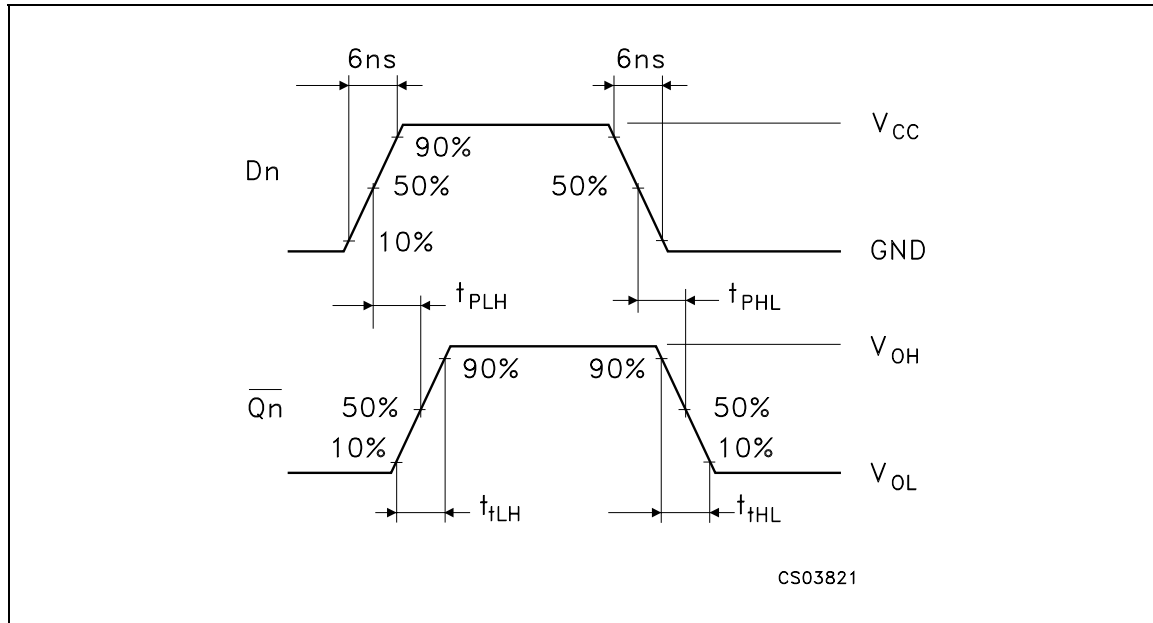 6ns 6ns
V_CC
90%
Dn
50% 50%
10%
GND
t_PLH t_PHL
V_OH
90% 90%
Q̅n̅
50% 50%
10% 10%
V_OL
t_tLH t_tHL
CS03821